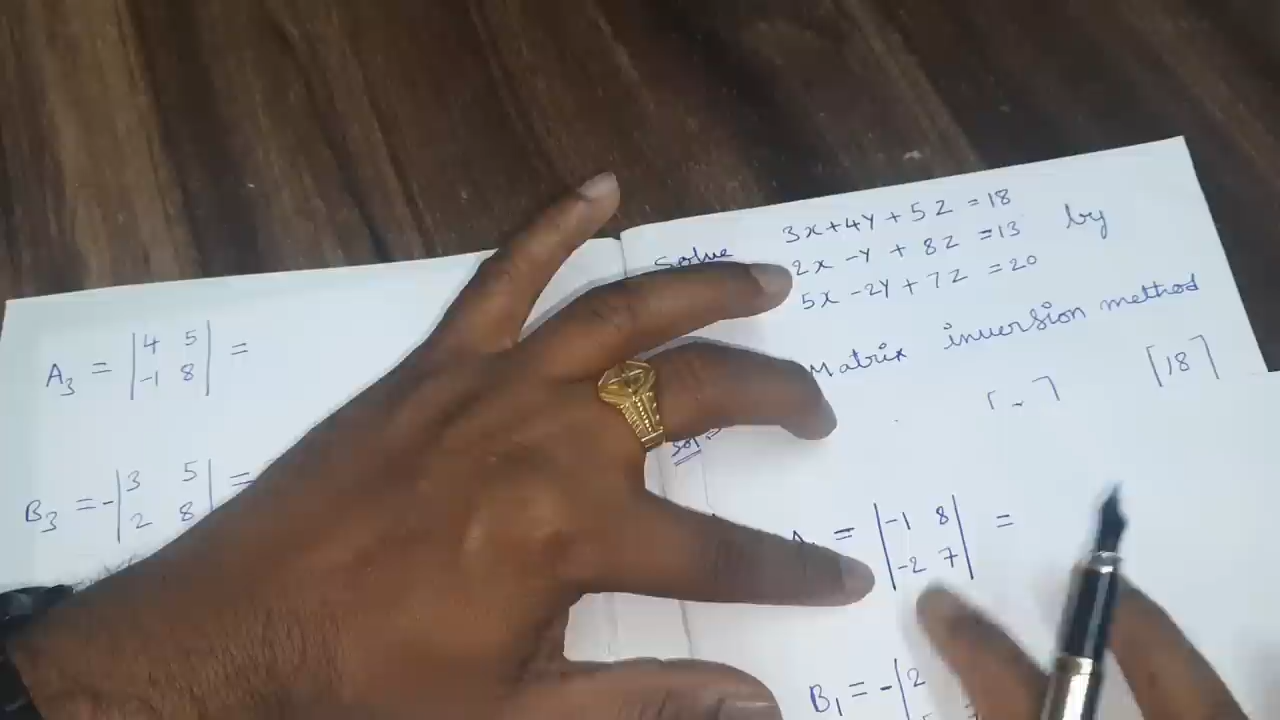 A3 = |4 5| =
|-1 8|
B3 = -|3 5| =
|2 8|
Solve 3x+4y+5z=18
2x-y+8z=13 by
5x-2y+7z=20
Matrix inversion method
[18]
Sol:
= |-1 8| =
|-2 7|
B1 = -|2